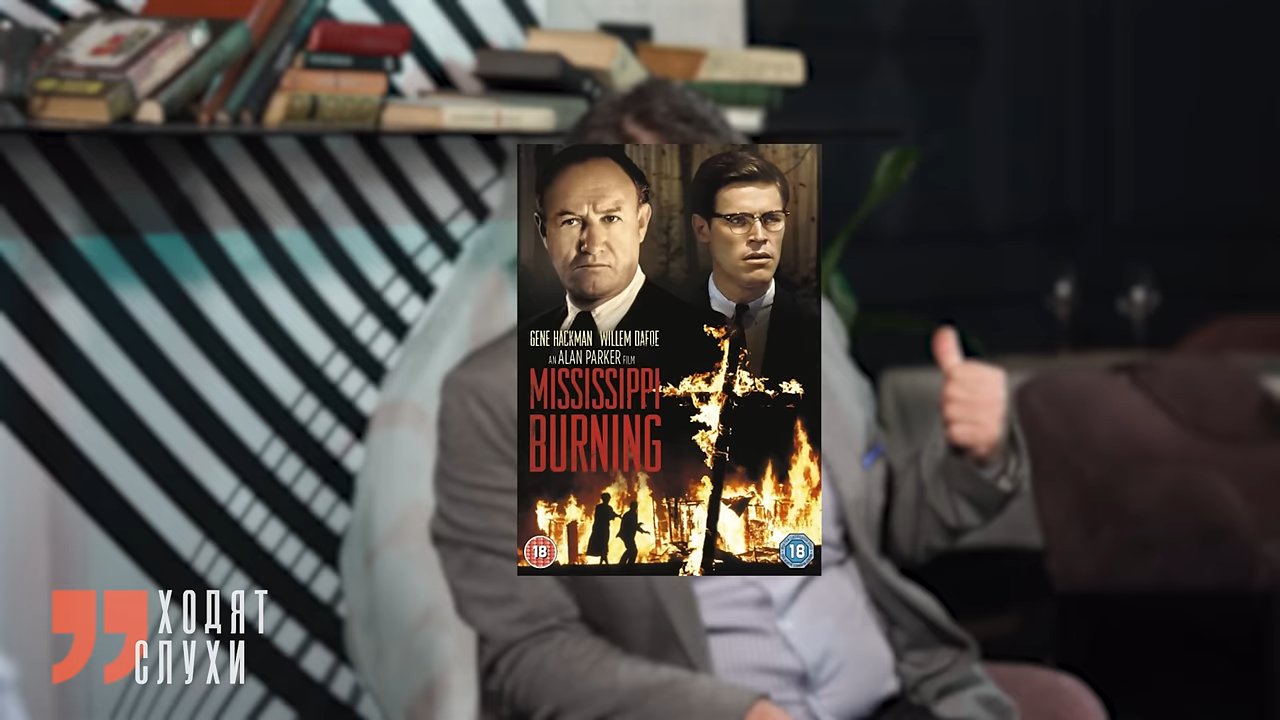 GENE HACKMAN WILLEM DAFOE
AN ALAN PARKER FILM
MISSISSIPPI
BURNING
18
18
ХОДЯТ
СЛУХИ